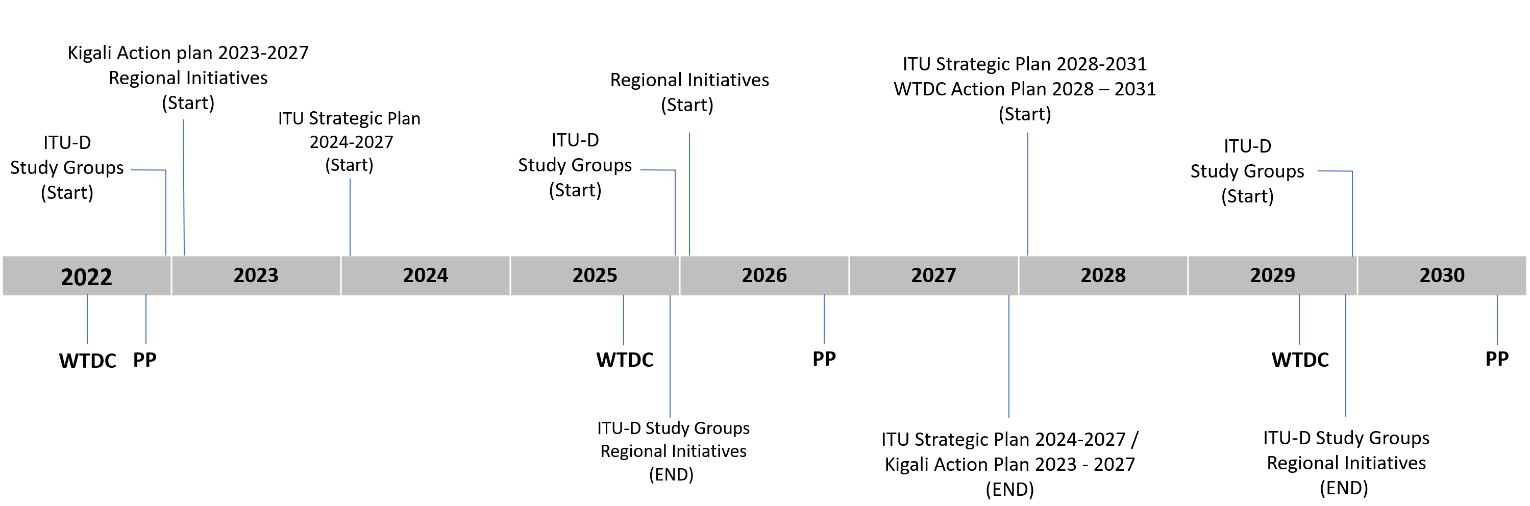 Kigali Action plan 2023-2027
Regional Initiatives
(Start)
ITU-D
Study Groups
(Start)
ITU Strategic Plan
2024-2027
(Start)
Regional Initiatives
(Start)
ITU-D
Study Groups
(Start)
ITU Strategic Plan 2028-2031
WTDC Action Plan 2028 – 2031
(Start)
ITU-D
Study Groups
(Start)
2022 2023 2024 2025 2026 2027 2028 2029 2030
WTDC PP WTDC PP WTDC PP
ITU-D Study Groups
Regional Initiatives
(END)
ITU Strategic Plan 2024-2027 /
Kigali Action Plan 2023 - 2027
(END)
ITU-D Study Groups
Regional Initiatives
(END)